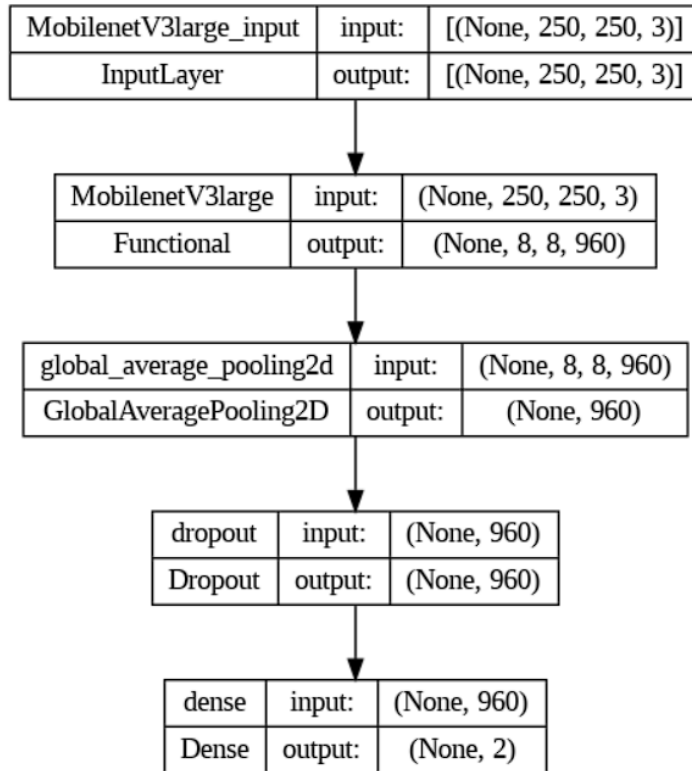 MobilenetV3large_input input: [(None, 250, 250, 3)]
InputLayer output: [(None, 250, 250, 3)]
MobilenetV3large input: (None, 250, 250, 3)
Functional output: (None, 8, 8, 960)
global_average_pooling2d input: (None, 8, 8, 960)
GlobalAveragePooling2D output: (None, 960)
dropout input: (None, 960)
Dropout output: (None, 960)
dense input: (None, 960)
Dense output: (None, 2)